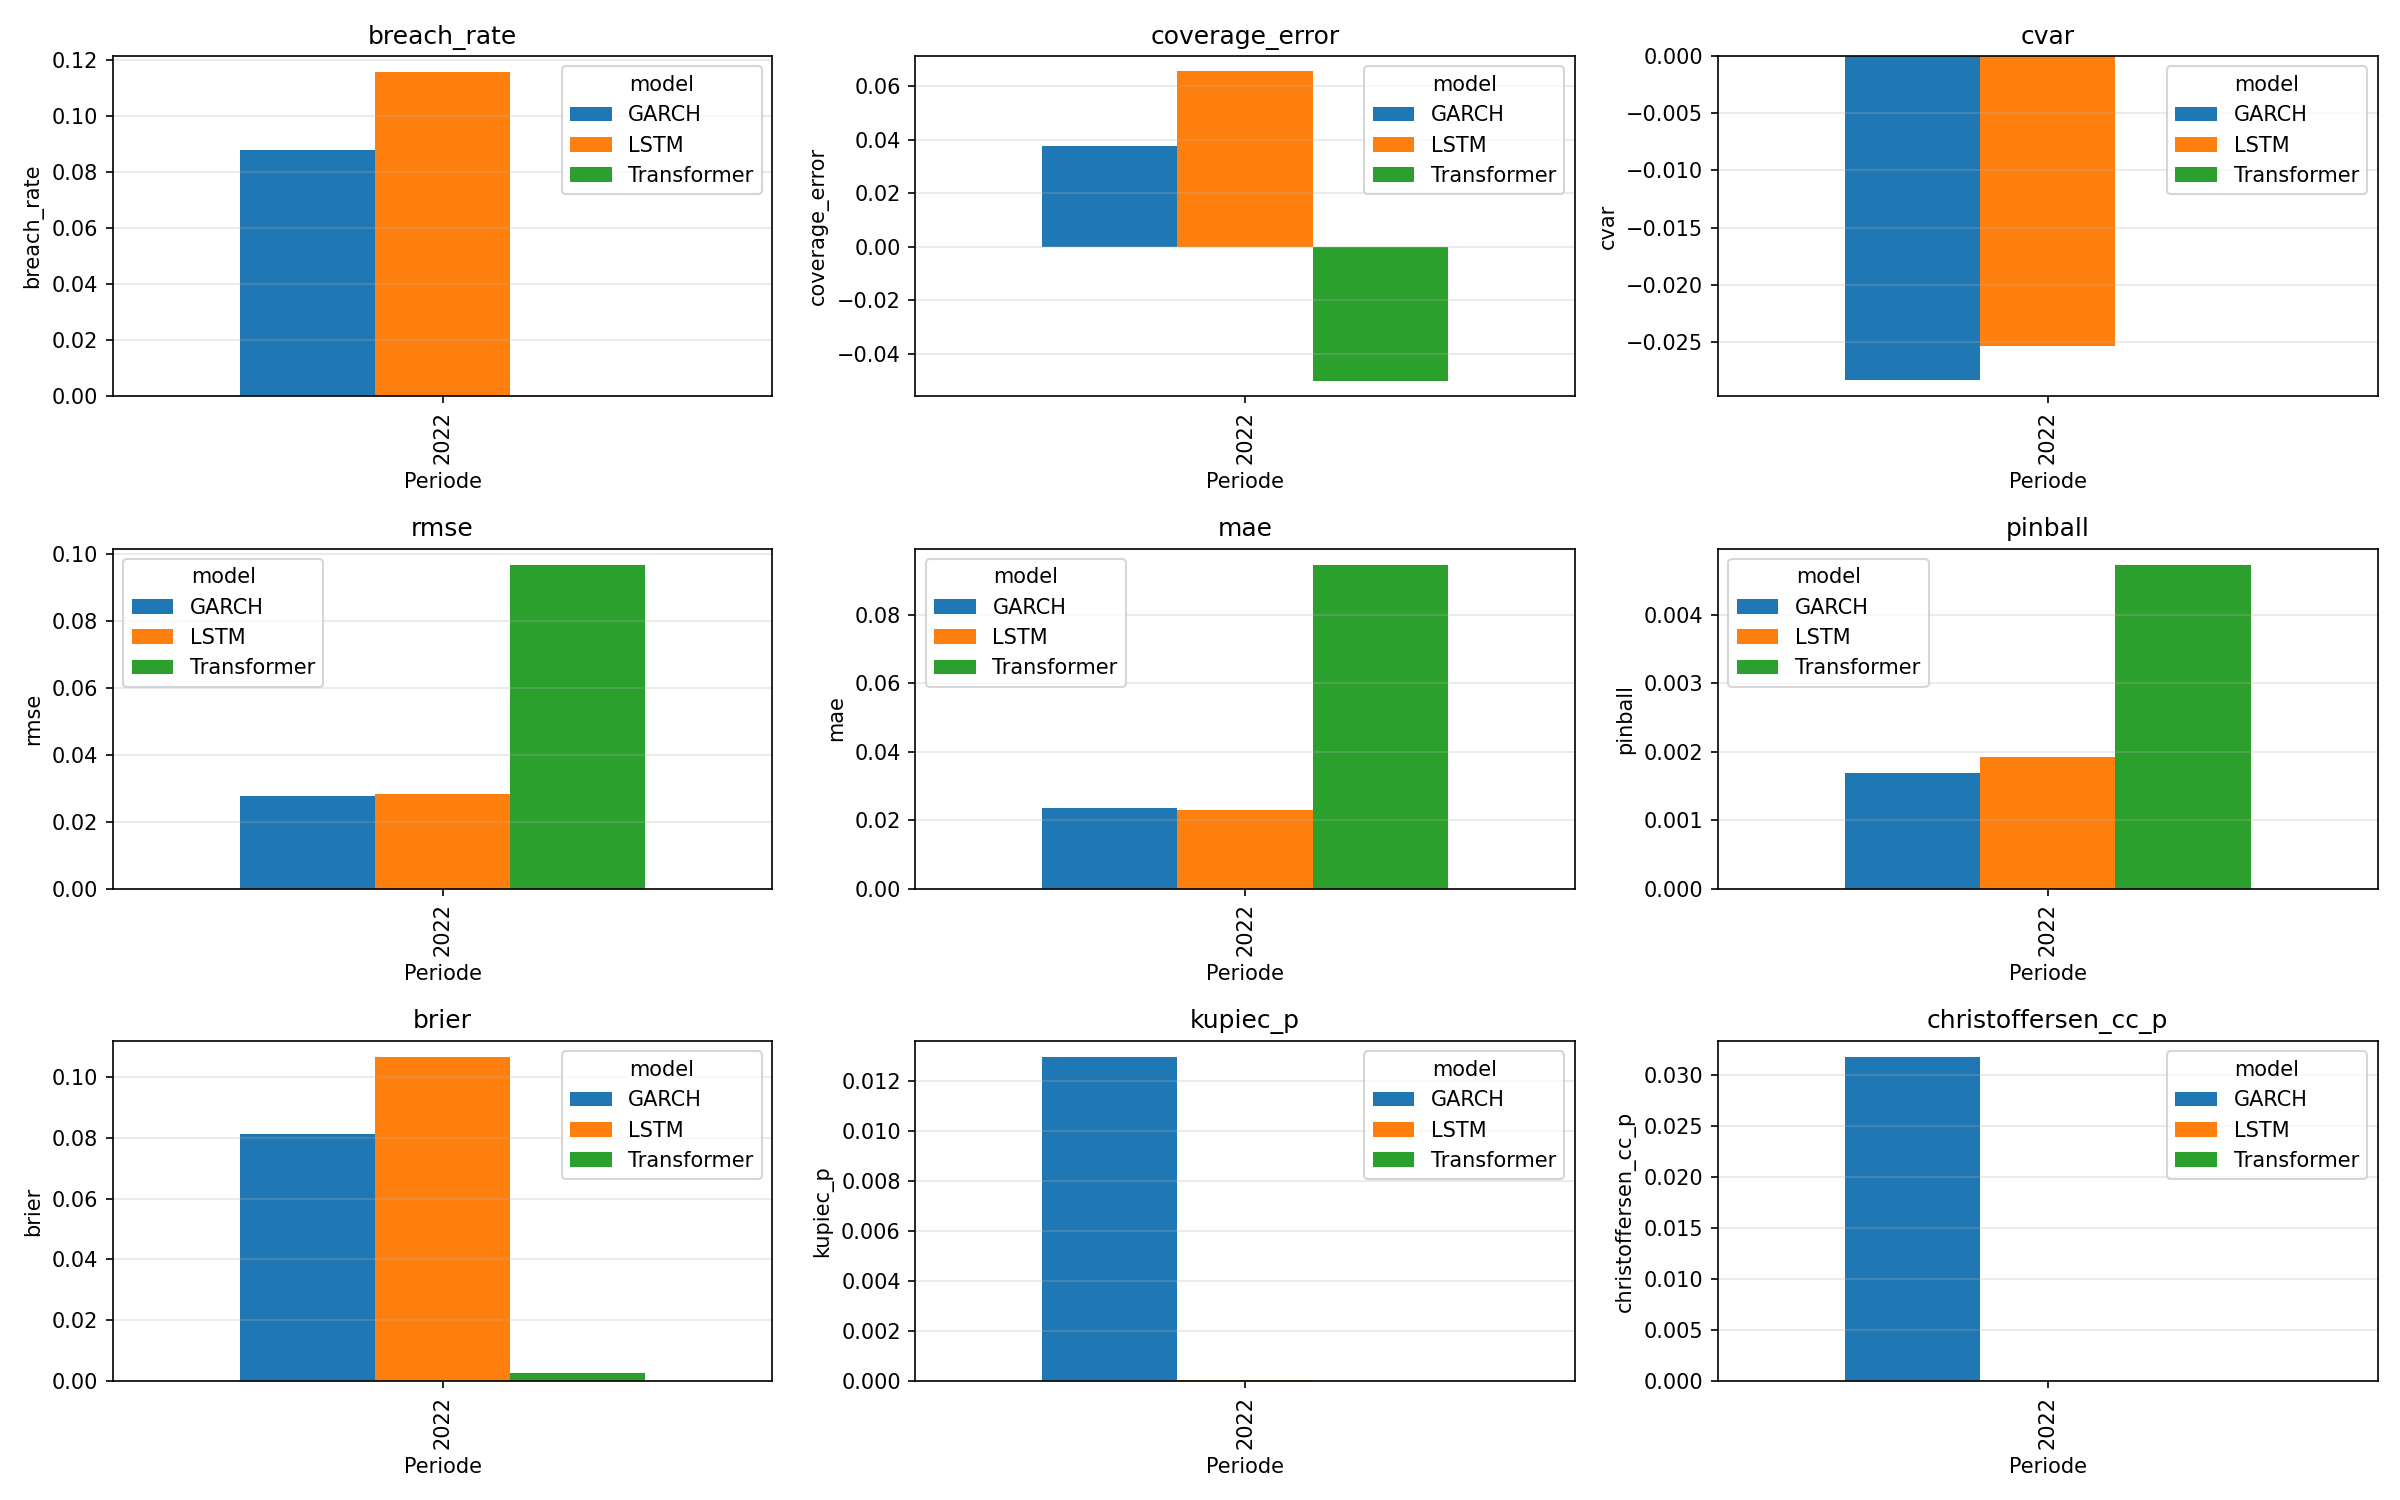 breach_rate
0.12
0.10
0.08
0.06
0.04
0.02
0.00
breach_rate
model
GARCH
LSTM
Transformer
2022
Periode
coverage_error
0.06
0.04
0.02
0.00
−0.02
−0.04
coverage_error
model
GARCH
LSTM
Transformer
2022
Periode
cvar
0.000
−0.005
−0.010
−0.015
−0.020
−0.025
cvar
model
GARCH
LSTM
Transformer
2022
Periode
rmse
0.10
0.08
0.06
0.04
0.02
0.00
rmse
model
GARCH
LSTM
Transformer
2022
Periode
mae
0.08
0.06
0.04
0.02
0.00
mae
model
GARCH
LSTM
Transformer
2022
Periode
pinball
0.004
0.003
0.002
0.001
0.000
pinball
model
GARCH
LSTM
Transformer
2022
Periode
brier
0.10
0.08
0.06
0.04
0.02
0.00
brier
model
GARCH
LSTM
Transformer
2022
Periode
kupiec_p
0.012
0.010
0.008
0.006
0.004
0.002
0.000
kupiec_p
model
GARCH
LSTM
Transformer
2022
Periode
christoffersen_cc_p
0.030
0.025
0.020
0.015
0.010
0.005
0.000
christoffersen_cc_p
model
GARCH
LSTM
Transformer
2022
Periode